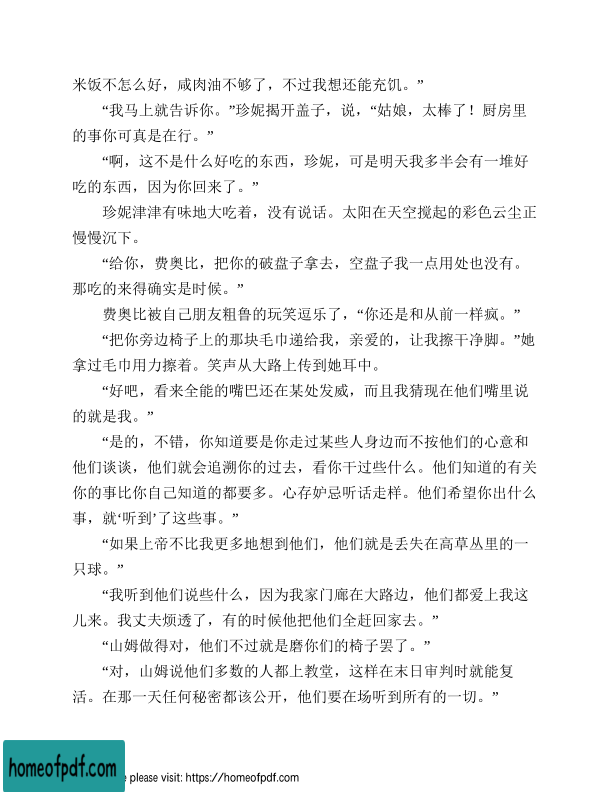 米饭不怎么好，咸肉油不够了，不过我想还能充饥。”
“我马上就告诉你。”珍妮揭开盖子，说，“姑娘，太棒了！厨房里
的事你可真是在行。”
“啊，这不是什么好吃的东西，珍妮，可是明天我多半会有一堆好
吃的东西，因为你回来了。”
珍妮津津有味地大吃着，没有说话。太阳在天空搅起的彩色云尘正
慢慢沉下。
“给你，费奥比，把你的破盘子拿去，空盘子我一点用处也没有。
那吃的来得确实是时候。”
费奥比被自己朋友粗鲁的玩笑逗乐了，“你还是和从前一样疯。”
“把你旁边椅子上的那块毛巾递给我，亲爱的，让我擦干净脚。”她
拿过毛巾用力擦着。笑声从大路上传到她耳中。
“好吧，看来全能的嘴巴还在某处发威，而且我猜现在他们嘴里说
的就是我。”
“是的，不错，你知道要是你走过某些人身边而不按他们的心意和
他们谈谈，他们就会追溯你的过去，看你干过些什么。他们知道的有关
你的事比你自己知道的都要多。心存妒忌听话走样。他们希望你出什么
事，就‘听到’了这些事。”
“如果上帝不比我更多地想到他们，他们就是丢失在高草丛里的一
只球。”
“我听到他们说些什么，因为我家门廊在大路边，他们都爱上我这
儿来。我丈夫烦透了，有的时候他把他们全赶回家去。”
“山姆做得对，他们不过就是磨你们的椅子罢了。”
“对，山姆说他们多数的人都上教堂，这样在末日审判时就能复
活。在那一天任何秘密都该公开，他们要在场听到所有的一切。”
homeofpdf.com
e please visit: https://homeofpdf.com